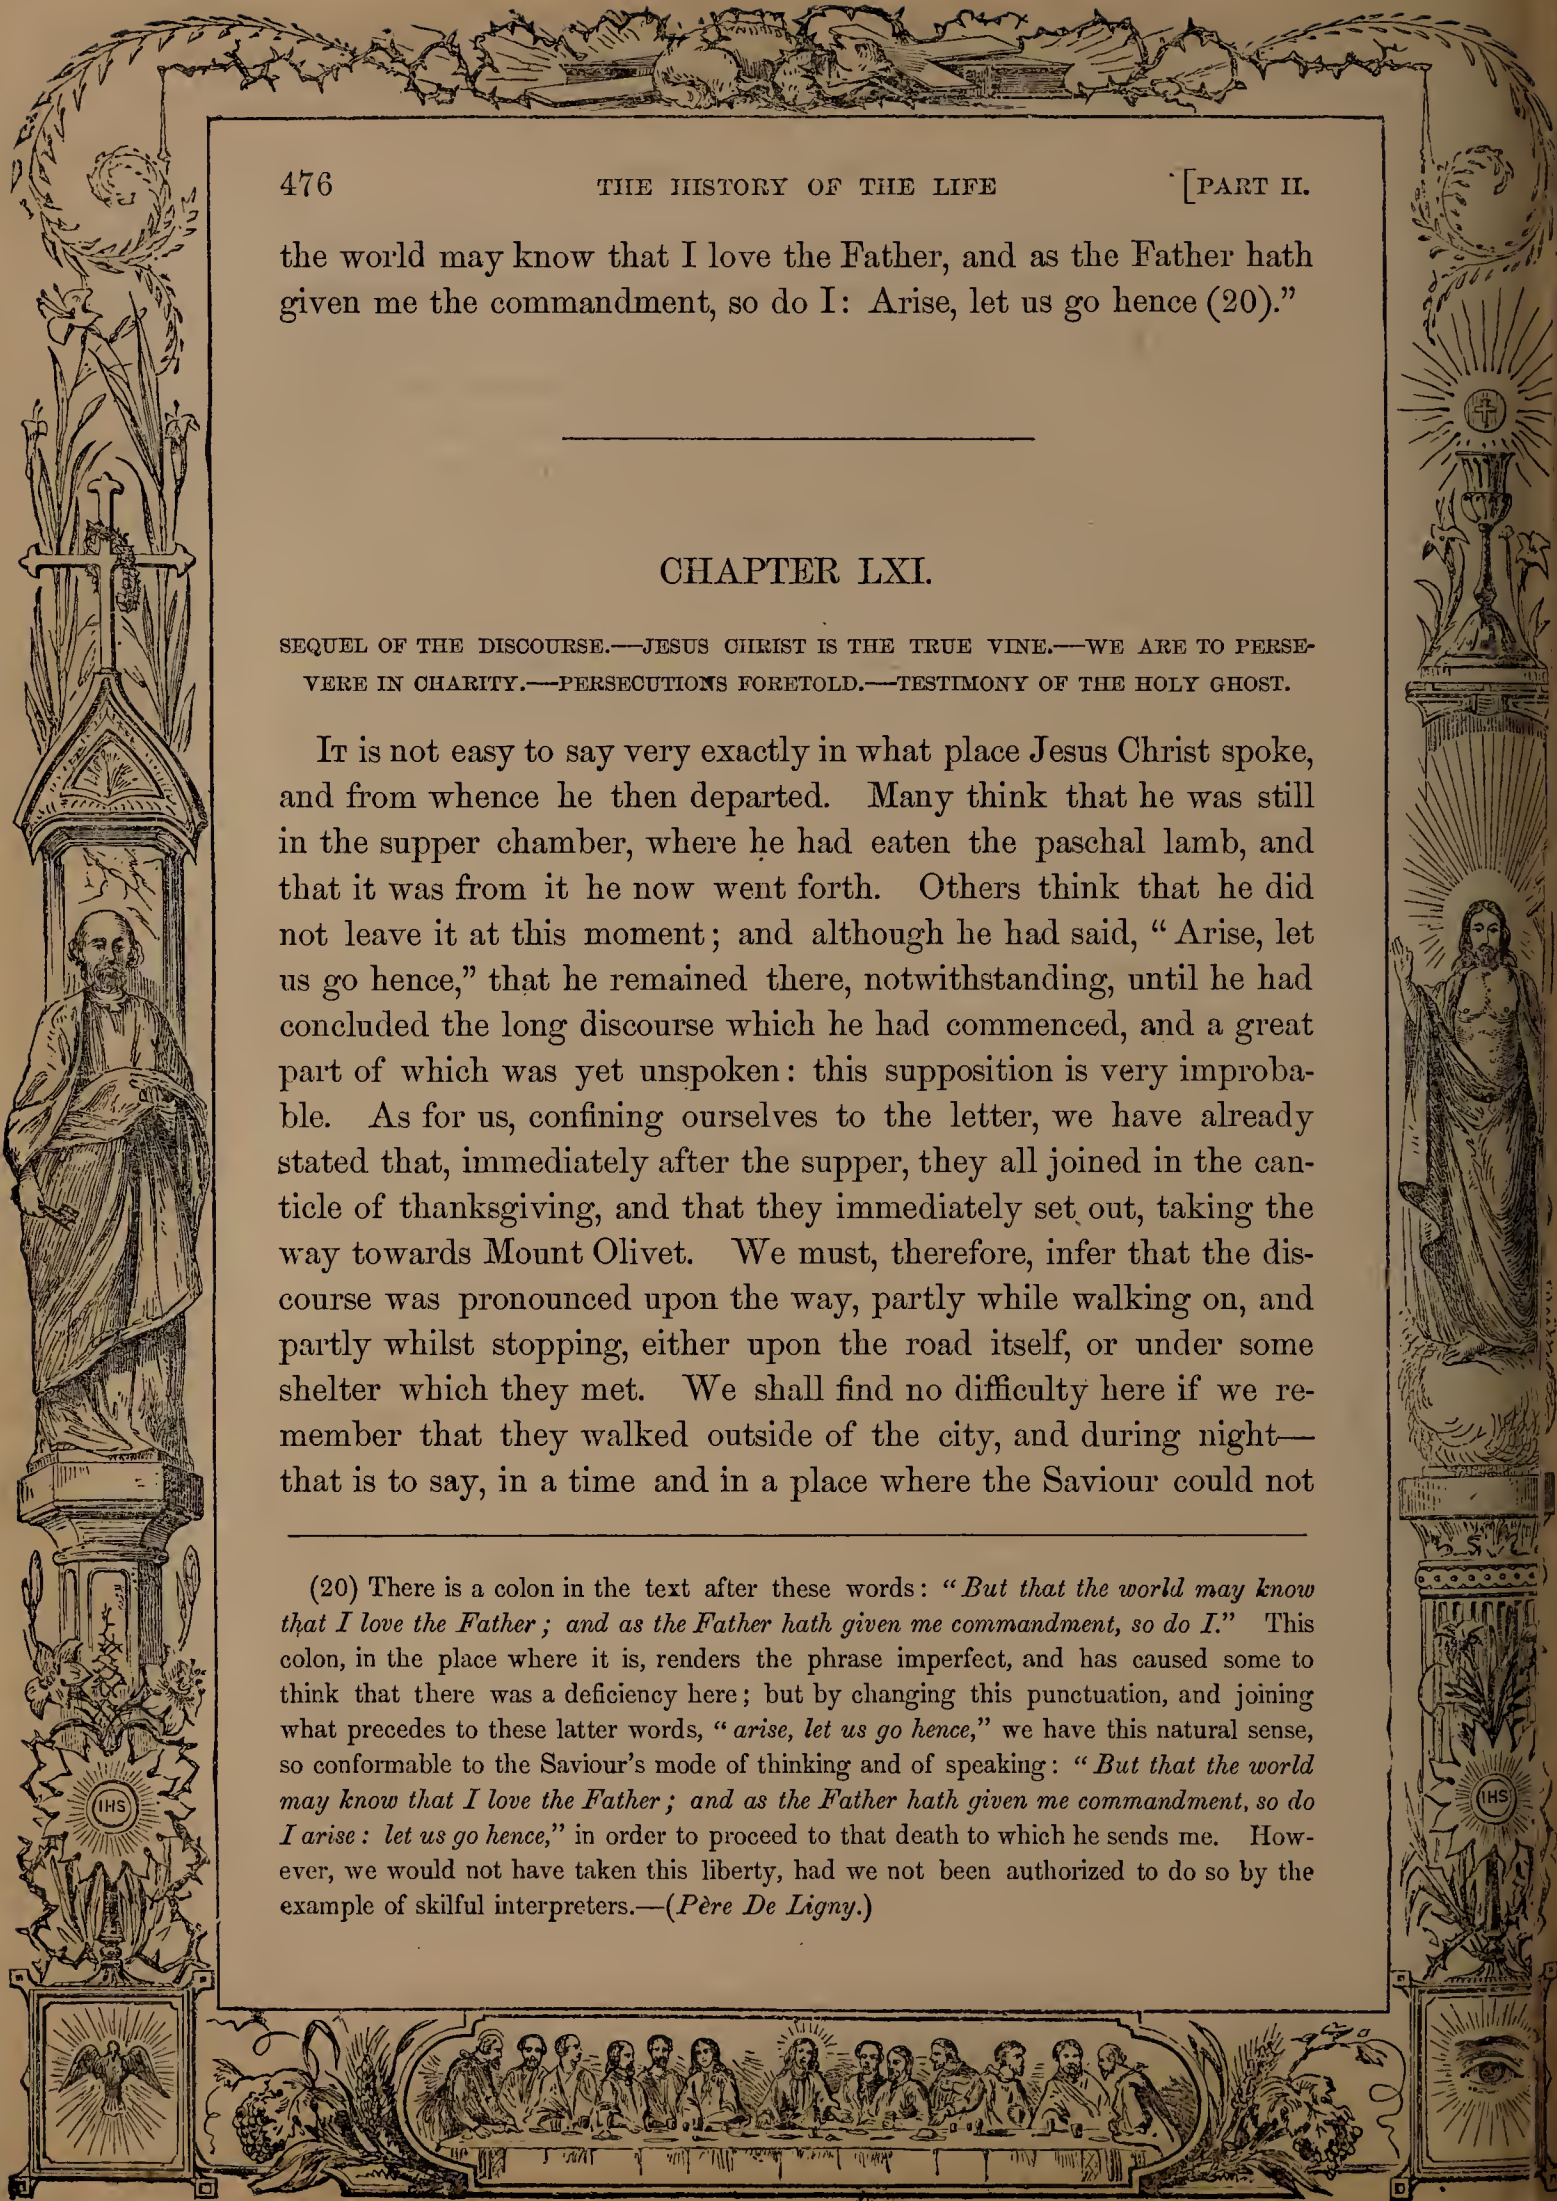 476 THE HISTORY OF THE LIFE [PART II.
the world may know that I love the Father, and as the Father hath
given me the commandment, so do I: Arise, let us go hence (20).”
CHAPTER LXI.
SEQUEL OF THE DISCOURSE.—JESUS CHRIST IS THE TRUE VINE.—WE ARE TO PERSE-
VERE IN CHARITY.—PERSECUTIONS FORETOLD.—TESTIMONY OF THE HOLY GHOST.
It is not easy to say very exactly in what place Jesus Christ spoke,
and from whence he then departed. Many think that he was still
in the supper chamber, where he had eaten the paschal lamb, and
that it was from it he now went forth. Others think that he did
not leave it at this moment; and although he had said, “Arise, let
us go hence,” that he remained there, notwithstanding, until he had
concluded the long discourse which he had commenced, and a great
part of which was yet unspoken: this supposition is very improba-
ble. As for us, confining ourselves to the letter, we have already
stated that, immediately after the supper, they all joined in the can-
ticle of thanksgiving, and that they immediately set out, taking the
way towards Mount Olivet. We must, therefore, infer that the dis-
course was pronounced upon the way, partly while walking on, and
partly whilst stopping, either upon the road itself, or under some
shelter which they met. We shall find no difficulty here if we re-
member that they walked outside of the city, and during night—
that is to say, in a time and in a place where the Saviour could not
(20) There is a colon in the text after these words: “But that the world may know
that I love the Father; and as the Father hath given me commandment, so do I.” This
colon, in the place where it is, renders the phrase imperfect, and has caused some to
think that there was a deficiency here; but by changing this punctuation, and joining
what precedes to these latter words, “arise, let us go hence,” we have this natural sense,
so conformable to the Saviour’s mode of thinking and of speaking: “But that the world
may know that I love the Father; and as the Father hath given me commandment, so do
I arise: let us go hence,” in order to proceed to that death to which he sends me. How-
ever, we would not have taken this liberty, had we not been authorized to do so by the
example of skilful interpreters.—(Père De Ligny.)
IHS
IHS